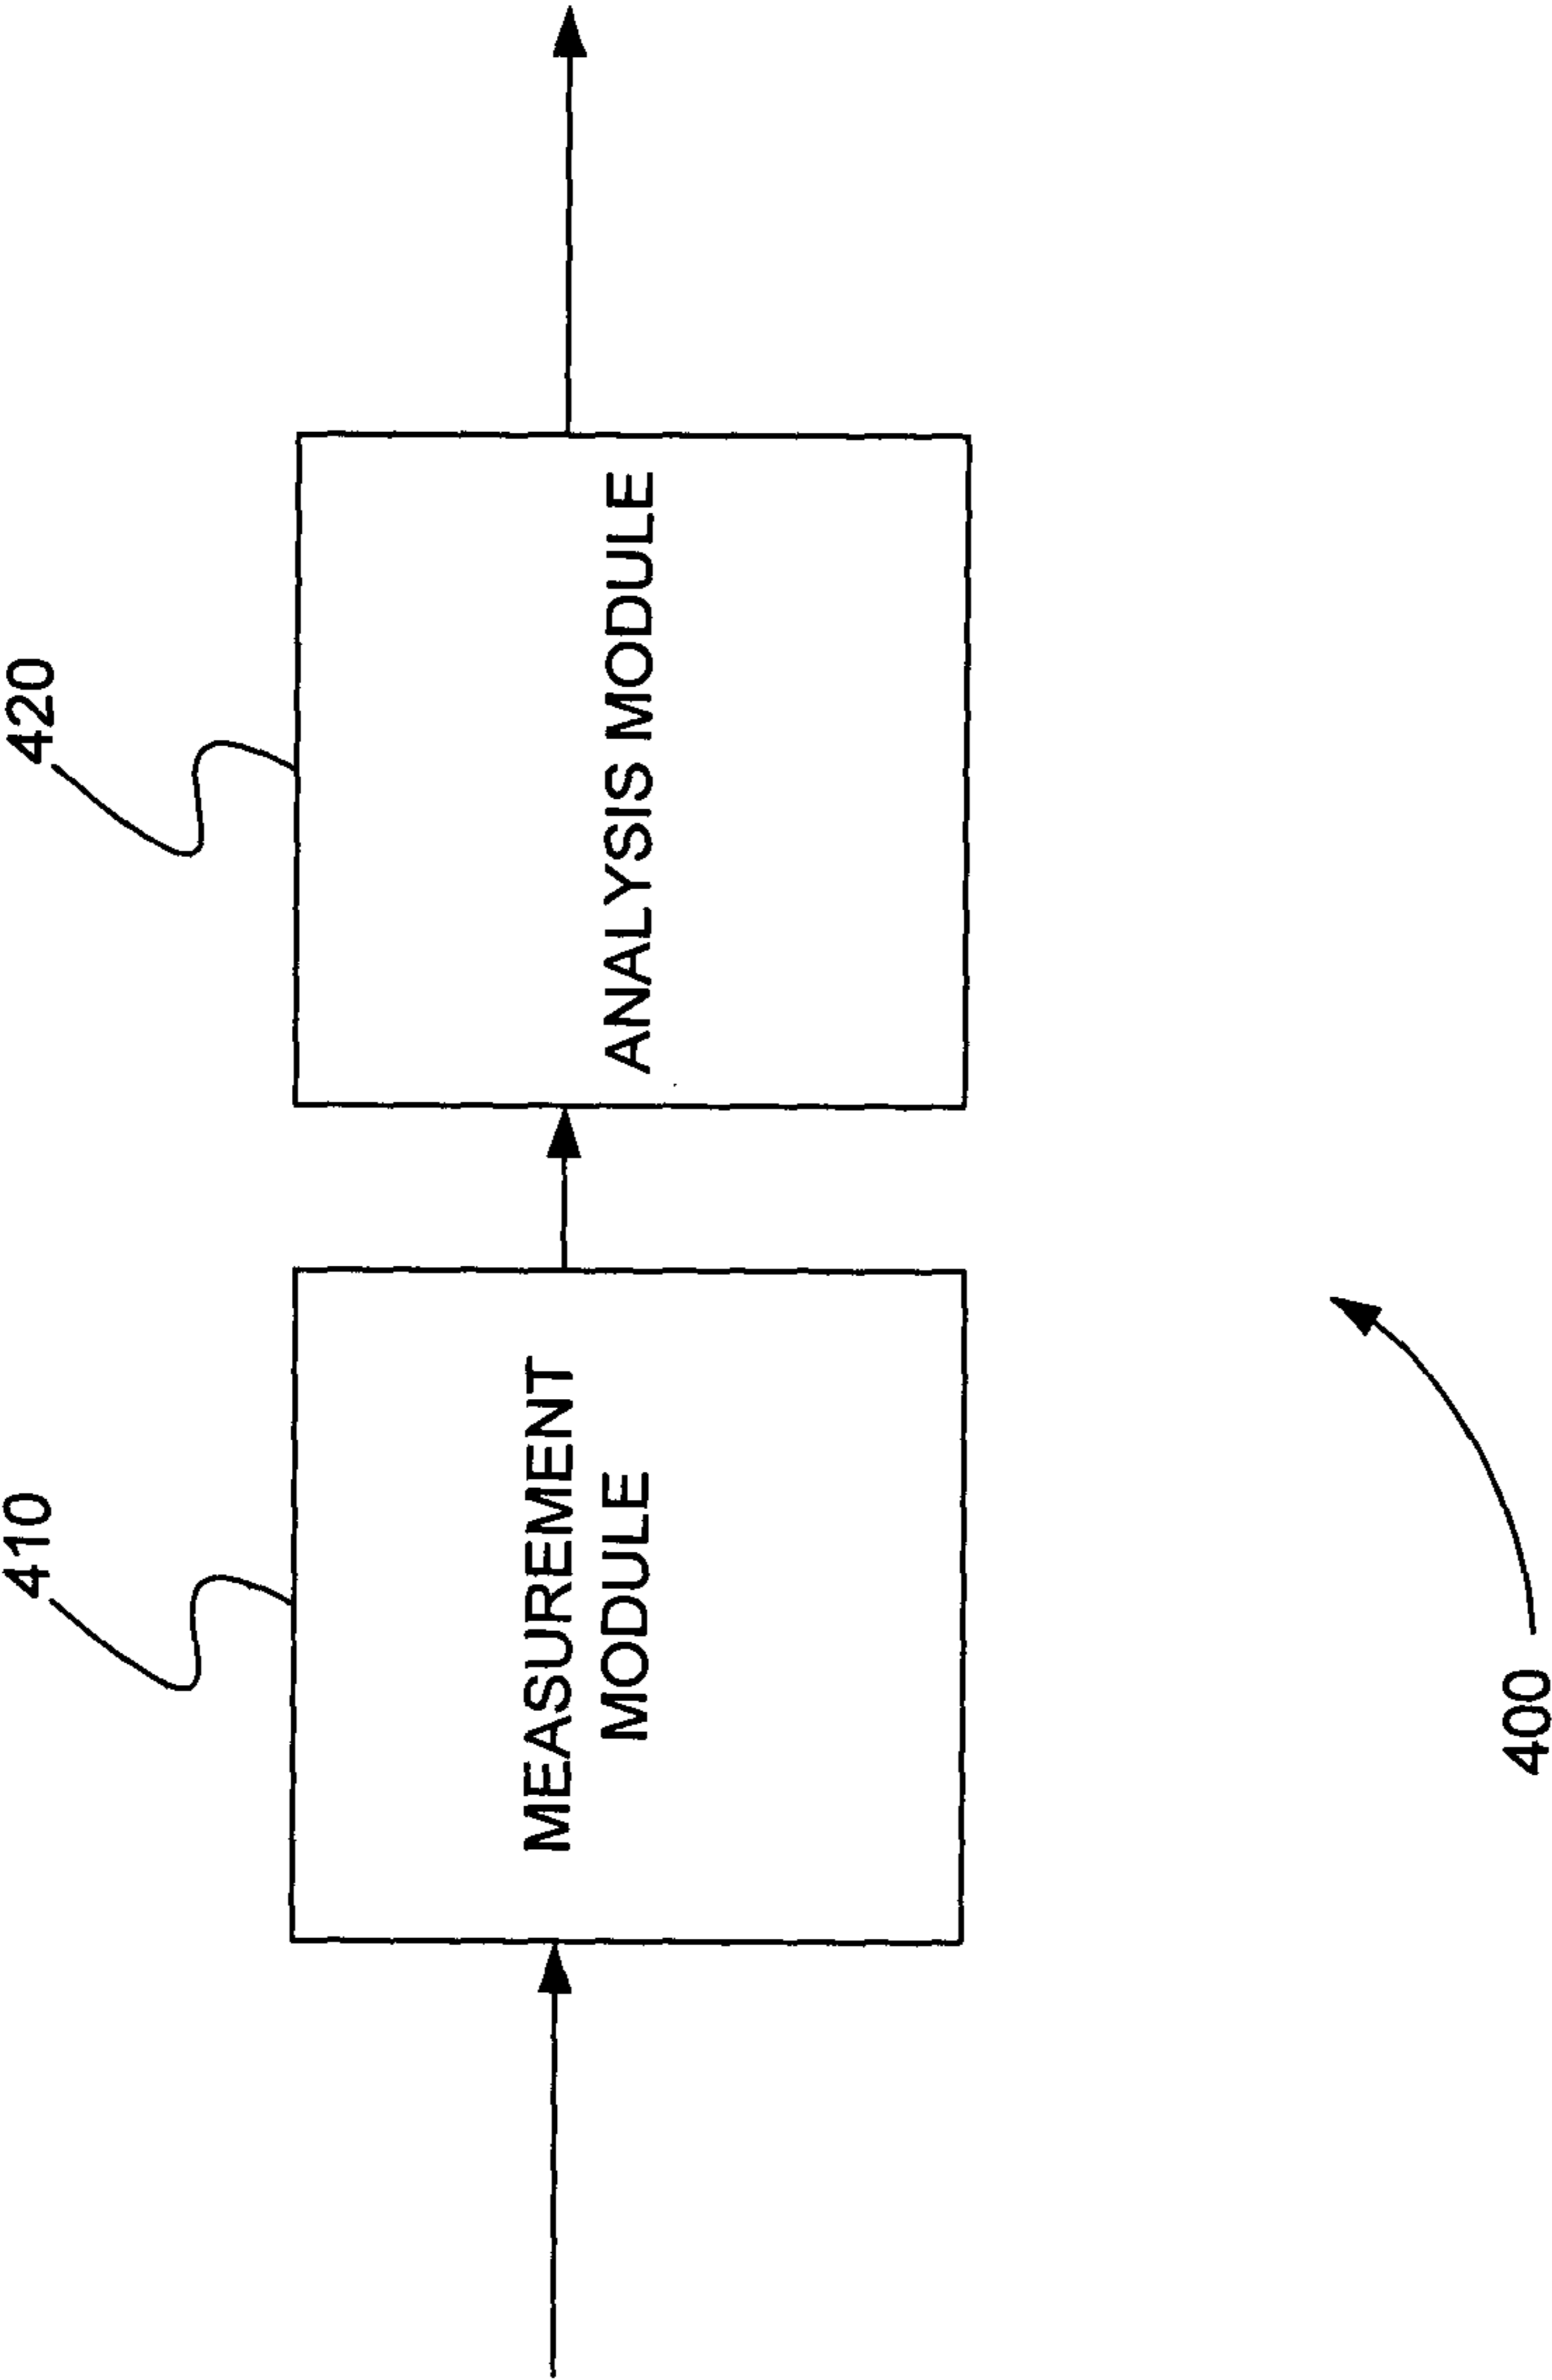 410
420
MEASUREMENT
MODULE
ANALYSIS MODULE
400